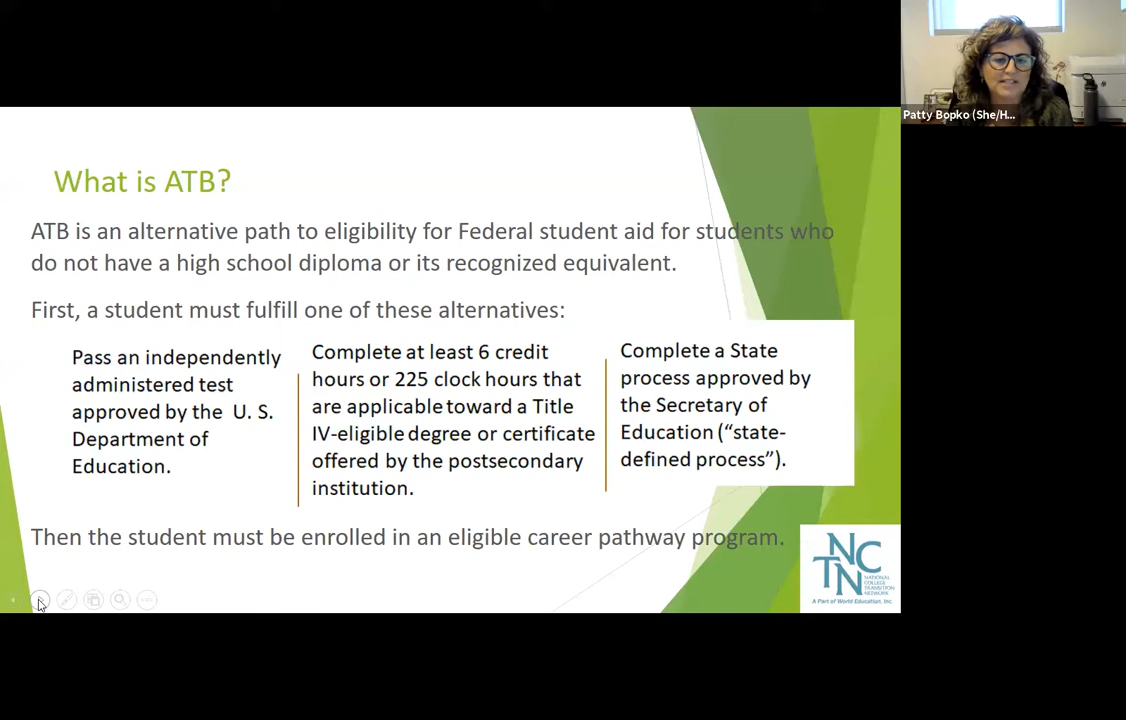 Patty Bopko (She/H...
What is ATB?
ATB is an alternative path to eligibility for Federal student aid for students who
do not have a high school diploma or its recognized equivalent.
First, a student must fulfill one of these alternatives:
Pass an independently
administered test
approved by the U. S.
Department of
Education.
Complete at least 6 credit
hours or 225 clock hours that
are applicable toward a Title
IV-eligible degree or certificate
offered by the postsecondary
institution.
Complete a State
process approved by
the Secretary of
Education (“state-
defined process”).
Then the student must be enrolled in an eligible career pathway program.
NC
TN
NATIONAL
COLLEGE
TRANSITION
NETWORK
A Part of World Education, Inc.